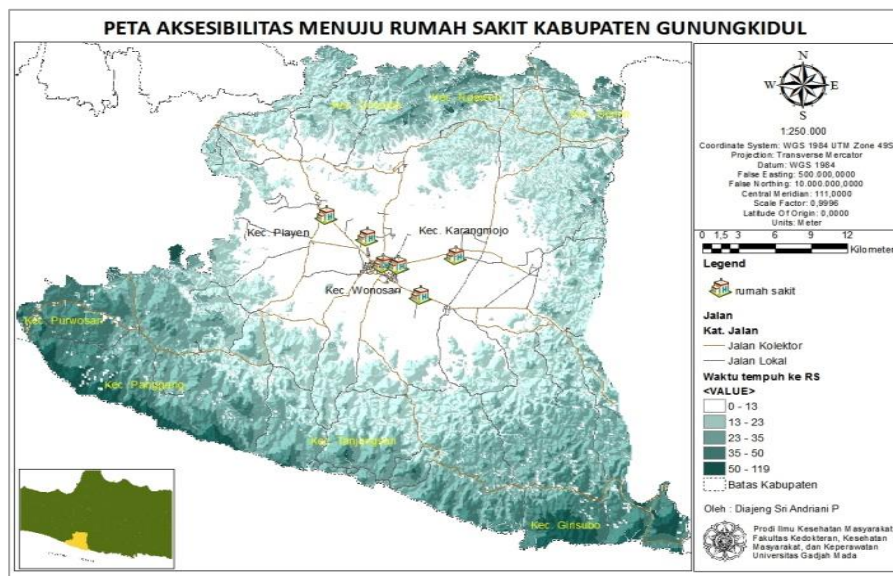 PETA AKSESIBILITAS MENUJU RUMAH SAKIT KABUPATEN GUNUNGKIDUL
Kec.
Kec.
Kec. Playen
Kec. Karangmojo
Kec. Wonosari
Kec. Purwosari
Kec. Panggang
Kec. Tanjungsari
Kec. Girisubo
N
W E
S
1:250.000
Coordinate System: WGS 1984 UTM Zone 49S
Projection: Transverse Mercator
Datum: WGS 1984
False Easting: 500.000,0000
False Northing: 10.000.000,0000
Central Meridian: 111,0000
Scale Factor: 0,9996
Latitude Of Origin: 0,0000
Units: Meter
0 1,5 3 6 9 12
Kilometer
Legend
rumah sakit
Jalan
Kat. Jalan
Jalan Kolektor
Jalan Lokal
Waktu tempuh ke RS
<VALUE>
0 - 13
13 - 23
23 - 35
35 - 50
50 - 119
Batas Kabupaten
Oleh : Diajeng Sri Andriani P
Prodi Ilmu Kesehatan Masyarakat
Fakultas Kedokteran, Kesehatan
Masyarakat, dan Keperawatan
Universitas Gadjah Mada